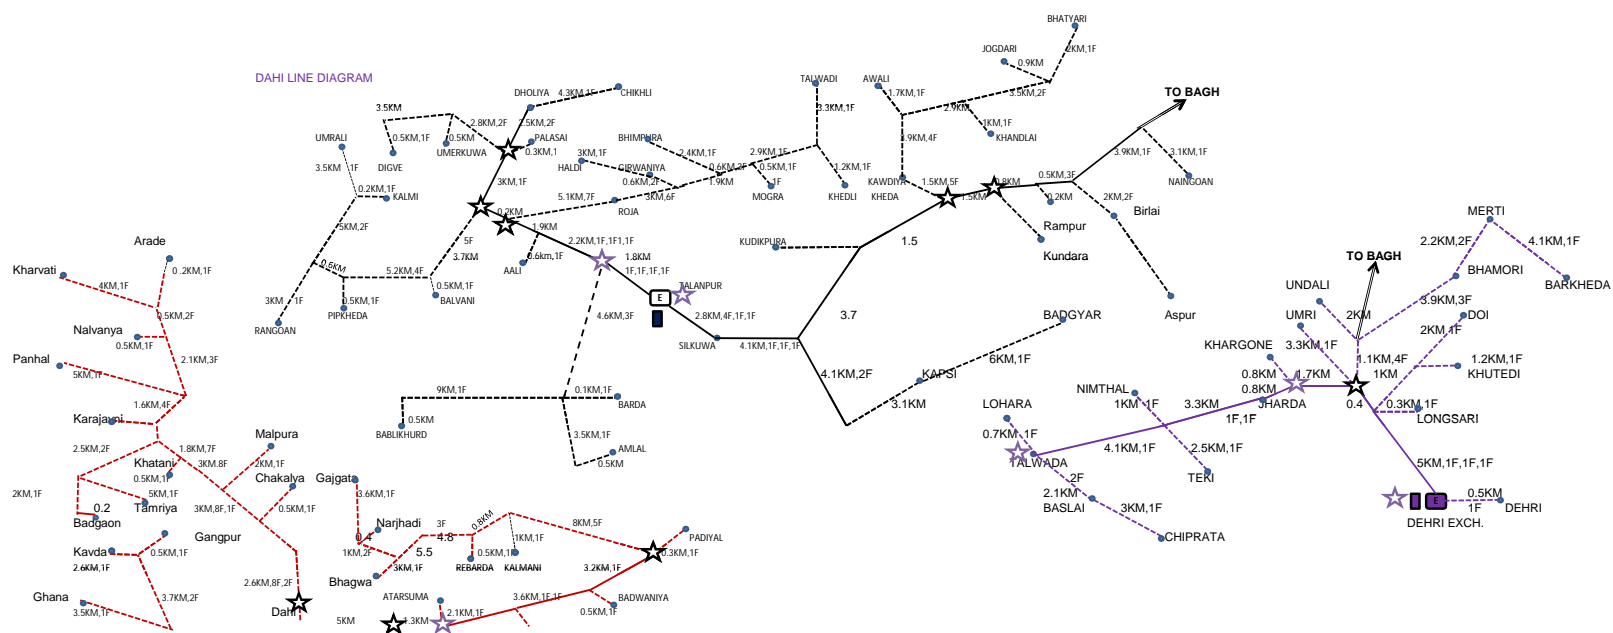 BHATYARI
JOGDARI
2KM,1F
0.9KM
DAHI LINE DIAGRAM
TALWADI
AWALI
DHOLIYA
4.3KM,1F
CHIKHLI
1.7KM,1F
3.5KM,2F
TO BAGH
3.5KM
3.3KM,1F
2.9KM
2.8KM,2F
2.5KM,2F
1KM,1F
UMRALI
0.5KM,1F
0.5KM
PALASAI
BHIMPURA
1.9KM,4F
KHANDLAI
DIGVE
UMERKUWA
0.3KM,1
HALDI
3KM,1F
2.4KM,1F
2.9KM,1F
3.9KM,1F
3.1KM,1F
3.5KM
1F
GIRWANIYA
0.6KM,2F
0.5KM,1F
1.2KM,1F
0.5KM,3F
NAINGOAN
0.2KM,1F
3KM,1F
0.6KM,2F
1.9KM
1F
KAWDIYA
KHEDA
1.5KM,5F
0.8KM
KALMI
5.1KM,7F
3KM,6F
MOGRA
KHEDLI
1.5KM
0.2KM
2KM,2F
ROJA
0.2KM
Birlai
MERTI
5KM,2F
1.9KM
Rampur
Arade
5F
3.7KM
2.2KM,1F,1F1,1F
KUDIKPURA
1.5
Kundara
2.2KM,2F
4.1KM,1F
0.6km,1F
1.8KM
AALI
1F,1F,1F,1F
TO BAGH
Kharvati
0.2KM,1F
0.6KM
5.2KM,4F
BHAMORI
BARKHEDA
4KM,1F
0.5KM,1F
TALANPUR
UNDALI
3KM
1F
0.5KM,1F
BALVANI
E
3.9KM,3F
0.5KM,2F
PIPKHEDA
4.6KM,3F
2.8KM,4F,1F,1F
3.7
BADGYAR
Aspur
UMRI
2KM
DOI
Nalvanya
RANGOAN
2KM,1F
0.5KM,1F
SILKUWA
4.1KM,1F,1F,1F
KHARGONE
3.3KM,1F
Panhal
2.1KM,3F
6KM,1F
1.1KM,4F
1.2KM,1F
5KM,1F
4.1KM,2F
KAPSI
0.8KM
1.7KM
1KM
KHUTEDI
9KM,1F
0.1KM,1F
NIMTHAL
0.8KM
1.6KM,4F
BARDA
3.1KM
LOHARA
1KM
1F
3.3KM
JHARDA
0.4
0.3KM,1F
Karajavni
0.5KM
1F,1F
LONGSARI
BABLIKHURD
0.7KM
1F
Malpura
3.5KM,1F
4.1KM,1F
2.5KM,1F
2.5KM,2F
1.8KM,7F
AMLAL
Khatani
3KM.8F
2KM,1F
0.5KM
TALWADA
TEKI
5KM,1F,1F,1F
0.5KM,1F
Chakalya
Gajgat
2F
2KM,1F
5KM,1F
3.6KM,1F
2.1KM
0.5KM
0.2
Tamriya
3KM,8F,1F
0.5KM,1F
BASLAI
3KM,1F
E
1F
DEHRI
Badgaon
Narjhadi
3F
0.8KM
8KM,5F
DEHRI EXCH.
Gangpur
0.4
4.8
1KM,1F
PADIYAL
CHIPRATA
Kavda
0.5KM,1F
1KM,2F
5.5
0.5KM,1F
0.3KM,1F
2.6KM,1F
3KM,1F
REBARDA
KALMANI
3.2KM,1F
Bhagwa
2.6KM,8F,2F
Ghana
3.7KM,2F
ATARSUMA
3.6KM,1F,1F
BADWANIYA
3.5KM,1F
Dahi
2.1KM,1F
0.5KM,1F
5KM
1.3KM